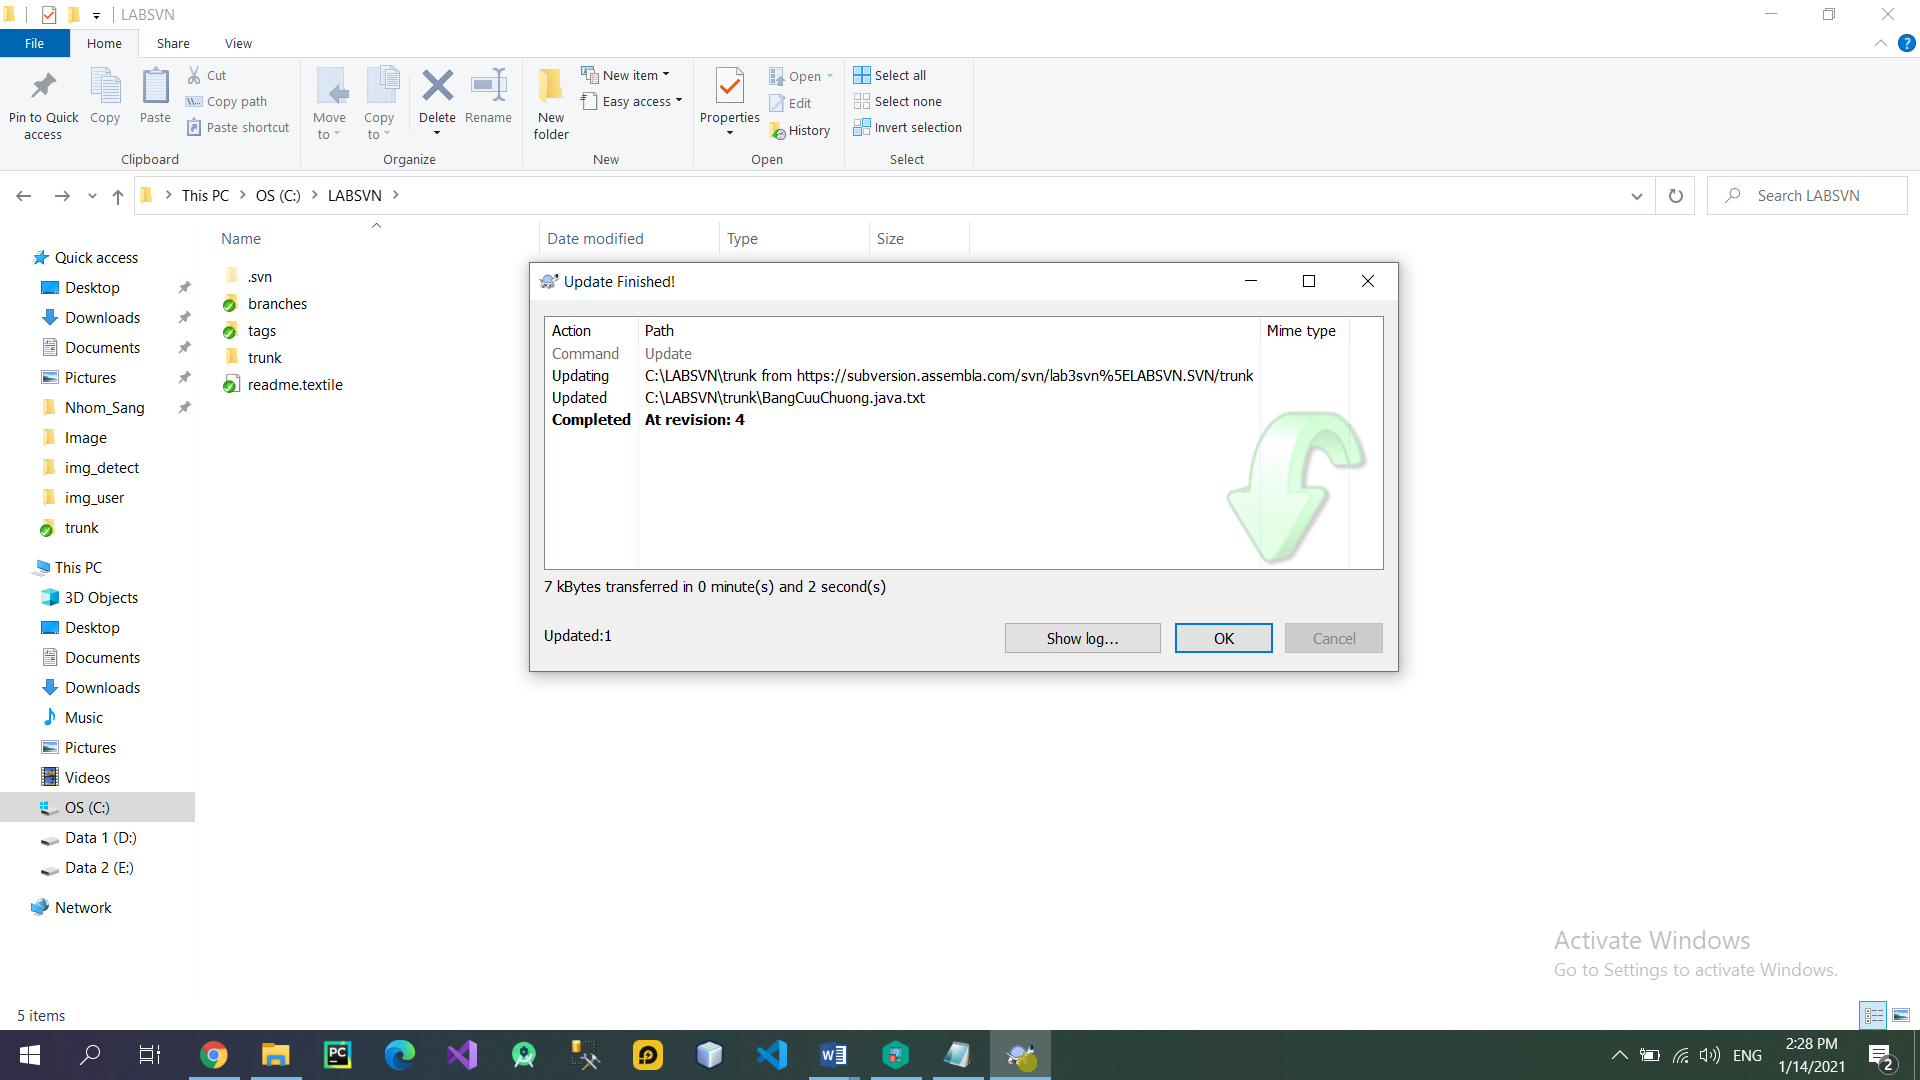 LABSVN
File
Home
Share
View
Pin to Quick access
Copy
Paste
Cut
Copy path
Paste shortcut
Clipboard
Move to
Copy to
Delete
Rename
Organize
New folder
New item
Easy access
New
Properties
Open
Edit
History
Open
Select all
Select none
Invert selection
Select
This PC
OS (C:)
LABSVN
Search LABSVN
Quick access
Desktop
Downloads
Documents
Pictures
Nhom_Sang
Image
img_detect
img_user
trunk
This PC
3D Objects
Desktop
Documents
Downloads
Music
Pictures
Videos
OS (C:)
Data 1 (D:)
Data 2 (E:)
Network
Name
Date modified
Type
Size
.svn
branches
tags
trunk
readme.textile
Update Finished!
Action Path Mime type
Command Update
Updating C:\LABSVN\trunk from https://subversion.assembla.com/svn/lab3svn%5ELABSVN.SVN/trunk
Updated C:\LABSVN\trunk\BangCuuChuong.java.txt
Completed At revision: 4
7 kBytes transferred in 0 minute(s) and 2 second(s)
Updated:1
Show log...
OK
Cancel
Activate Windows
Go to Settings to activate Windows.
5 items
PC
W
ENG
2:28 PM
1/14/2021
2